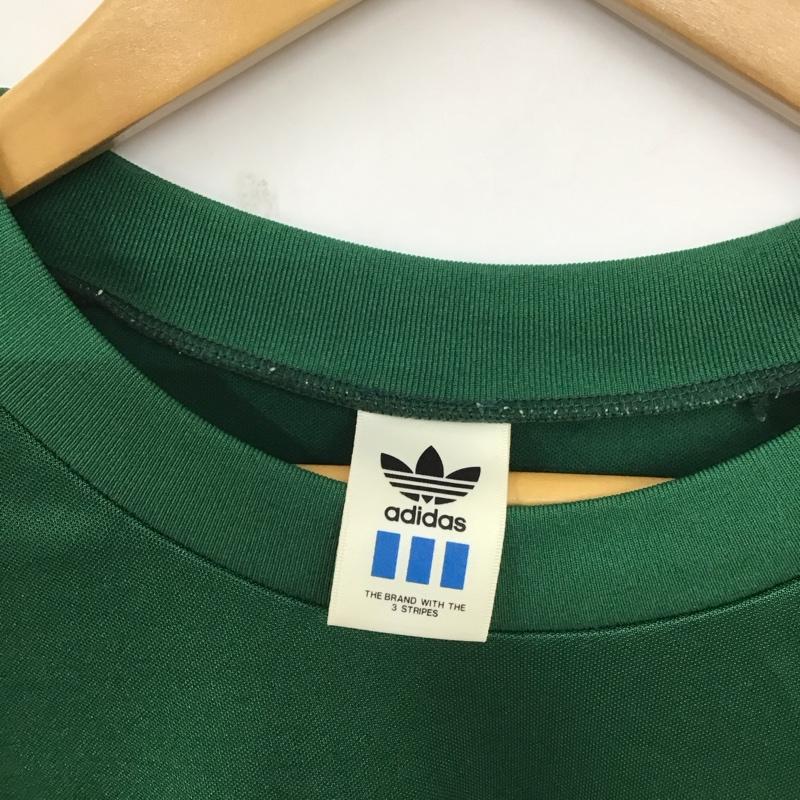 adidas
THE BRAND WITH THE
3 STRIPES